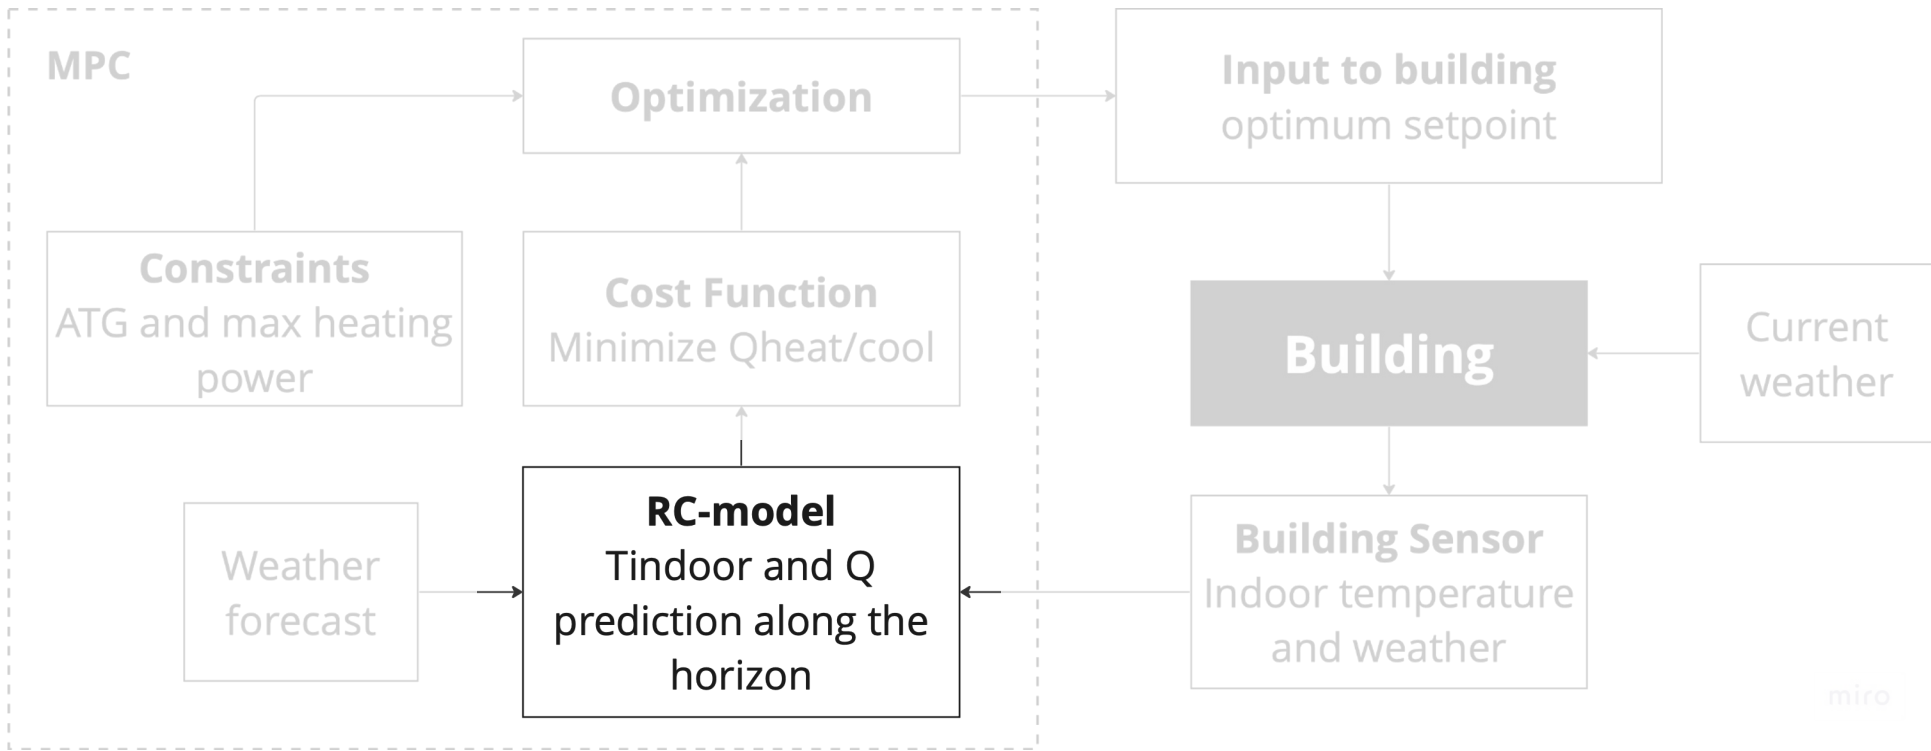 MPC
Optimization
Input to building
optimum setpoint
Constraints
ATG and max heating
power
Cost Function
Minimize Qheat/cool
Building
Current
weather
Weather
forecast
RC-model
Tindoor and Q
prediction along the
horizon
Building Sensor
Indoor temperature
and weather
miro